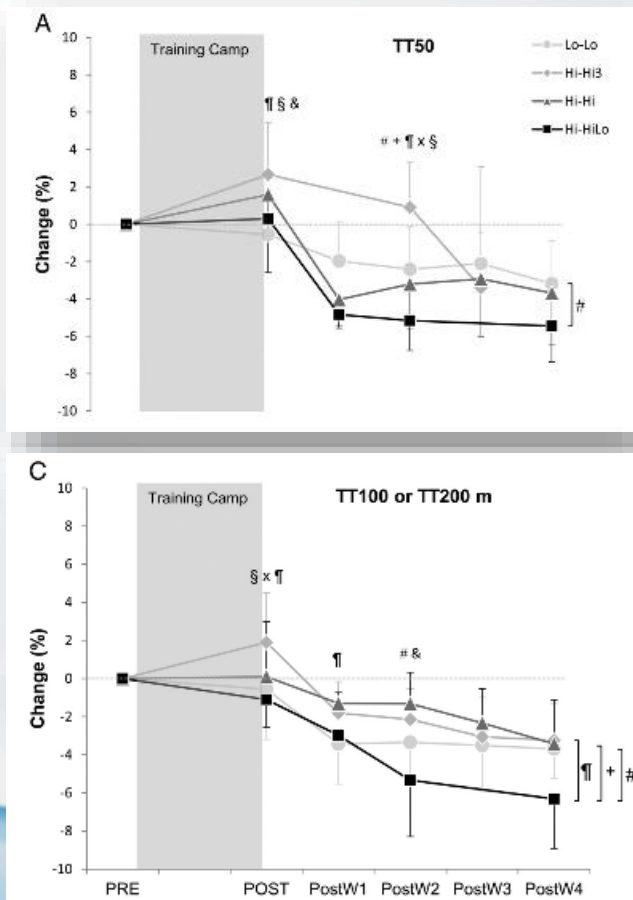 A
TT50
Training Camp
Lo-Lo
Hi-Hi3
Hi-Hi
Hi-HiLo
¶ § &
# + ¶ x §
#
Change (%)
10
8
6
4
2
0
-2
-4
-6
-8
-10
C
TT100 or TT200 m
Training Camp
§ x ¶
¶
# &
¶ + #
Change (%)
10
8
6
4
2
0
-2
-4
-6
-8
-10
PRE POST PostW1 PostW2 PostW3 PostW4